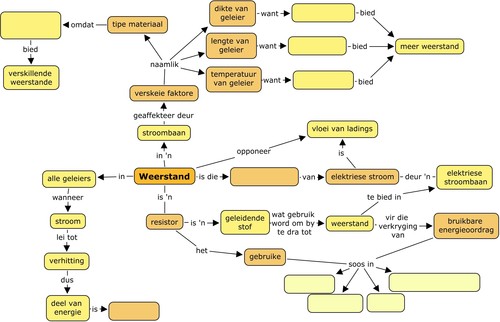 dikte van
geleier
want
bied
tipe materiaal
omdat
lengte van
geleier
want
bied
meer weerstand
bied
namlik
verskillende
weerstande
temperatuur
van geleier
want
bied
verskeie faktore
geaffekteer deur
stroombaan
vloei van ladings
in 'n
opponeer
is
alle geleiers
in
Weerstand
is die
van
elektriese stroom
deur 'n
elektriese
stroombaan
wanneer
is 'n
te bied in
stroom
resistor
is 'n
geleidende
stof
wat gebruik
word om by
te dra tot
weerstand
vir die
verkryging
van
bruikbare
energieoordrag
lei tot
het
verhitting
gebruike
soos in
dus
deel van
energie
is